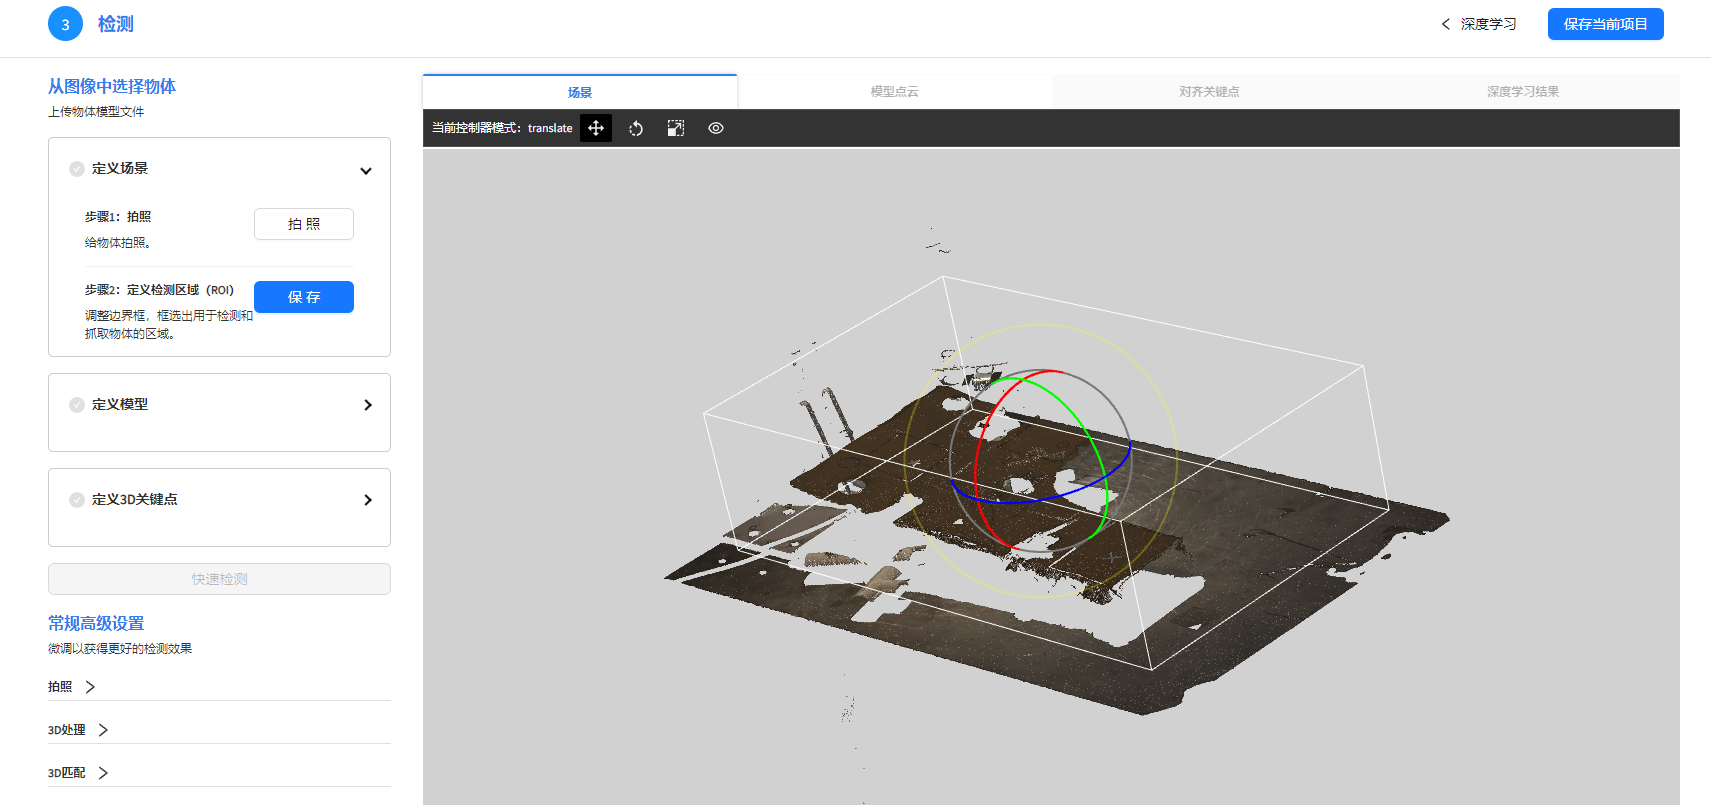 3 检测
深度学习
保存当前项目
从图像中选择物体
上传物体模型文件
定义场景
步骤1：拍照
给物体拍照。
拍 照
步骤2：定义检测区域（ROI）
调整边界框，框选出用于检测和
抓取物体的区域。
保 存
定义模型
定义3D关键点
快速检测
常规高级设置
微调以获得更好的检测效果
拍照
3D处理
3D匹配
场景
模型点云
对齐关键点
深度学习结果
当前控制器模式：translate